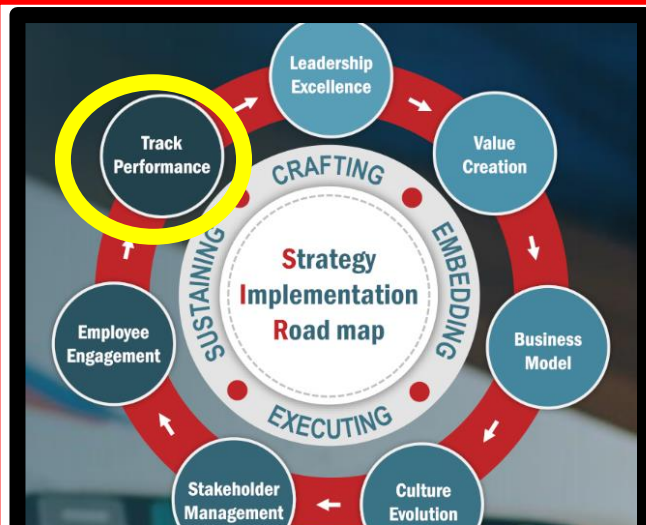 Leadership
Excellence
Value
Creation
Business
Model
Culture
Evolution
Stakeholder
Management
Employee
Engagement
Track
Performance
CRAFTING
EMBEDDING
EXECUTING
SUSTAINING
Strategy
Implementation
Road map